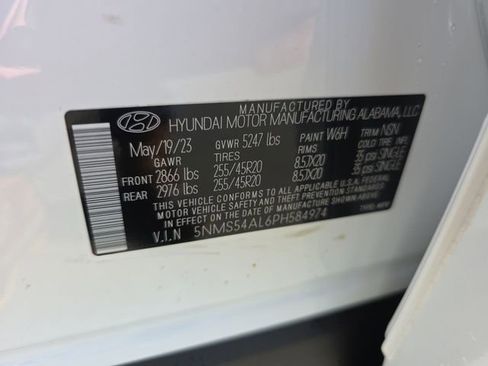 MANUFACTURED BY
HYUNDAI MOTOR MANUFACTURING ALABAMA, LLC
May/19/23 GVWR 5247 lbs PAINT W6H TRIM NSN
GAWR TIRES RIMS COLD TIRE INF.
FRONT 2866 lbs 255/45R20 8.5JX20 35 psi SINGLE
REAR 2976 lbs 255/45R20 8.5JX20 35 psi SINGLE
THIS VEHICLE CONFORMS TO ALL APPLICABLE U.S.A. FEDERAL
MOTOR VEHICLE SAFETY AND THEFT PREVENTION STANDARDS
IN EFFECT ON THE DATE OF MANUFACTURE SHOWN ABOVE.
V.I.N 5NMS54AL6PH584974